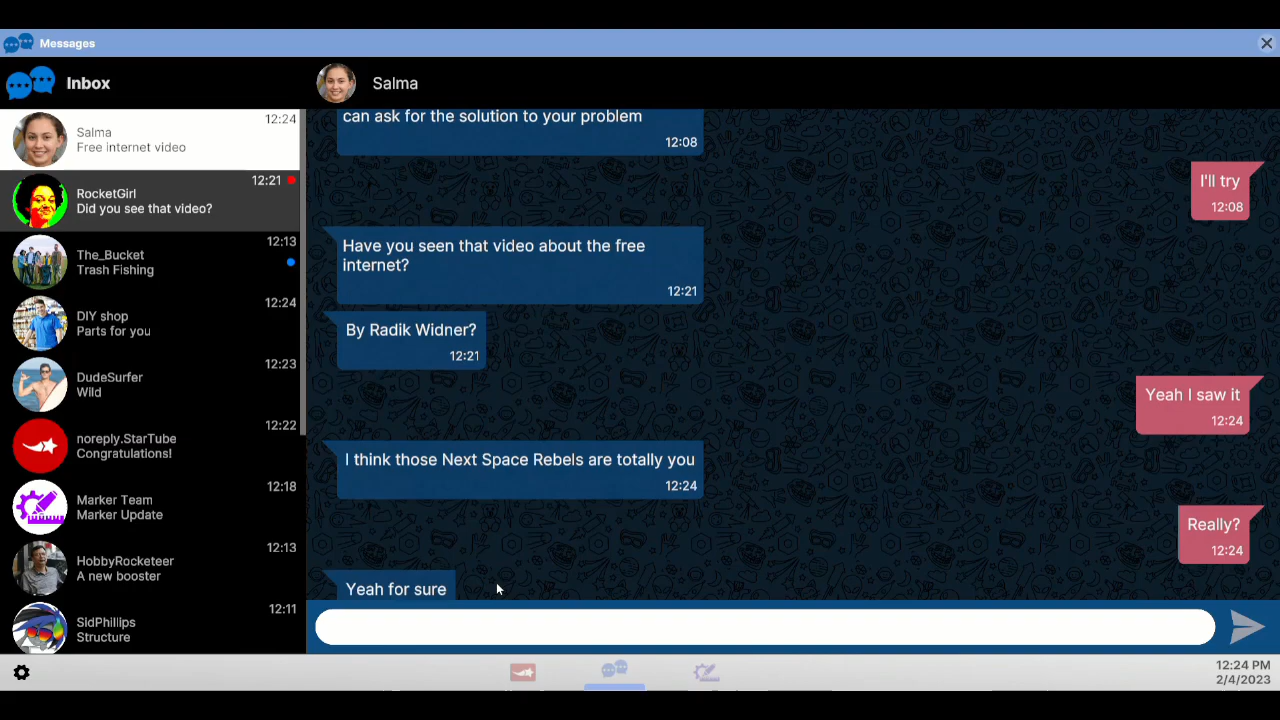 Messages
Inbox
Salma
12:24
Salma
Free internet video
12:21
RocketGirl
Did you see that video?
12:13
The_Bucket
Trash Fishing
12:24
DIY shop
Parts for you
12:23
DudeSurfer
Wild
12:22
noreply.StarTube
Congratulations!
12:18
Marker Team
Marker Update
12:13
HobbyRocketeer
A new booster
12:11
SidPhillips
Structure
can ask for the solution to your problem
12:08
I'll try
12:08
Have you seen that video about the free
internet?
12:21
By Radik Widner?
12:21
Yeah I saw it
12:24
I think those Next Space Rebels are totally you
12:24
Really?
12:24
Yeah for sure
12:24 PM
2/4/2023